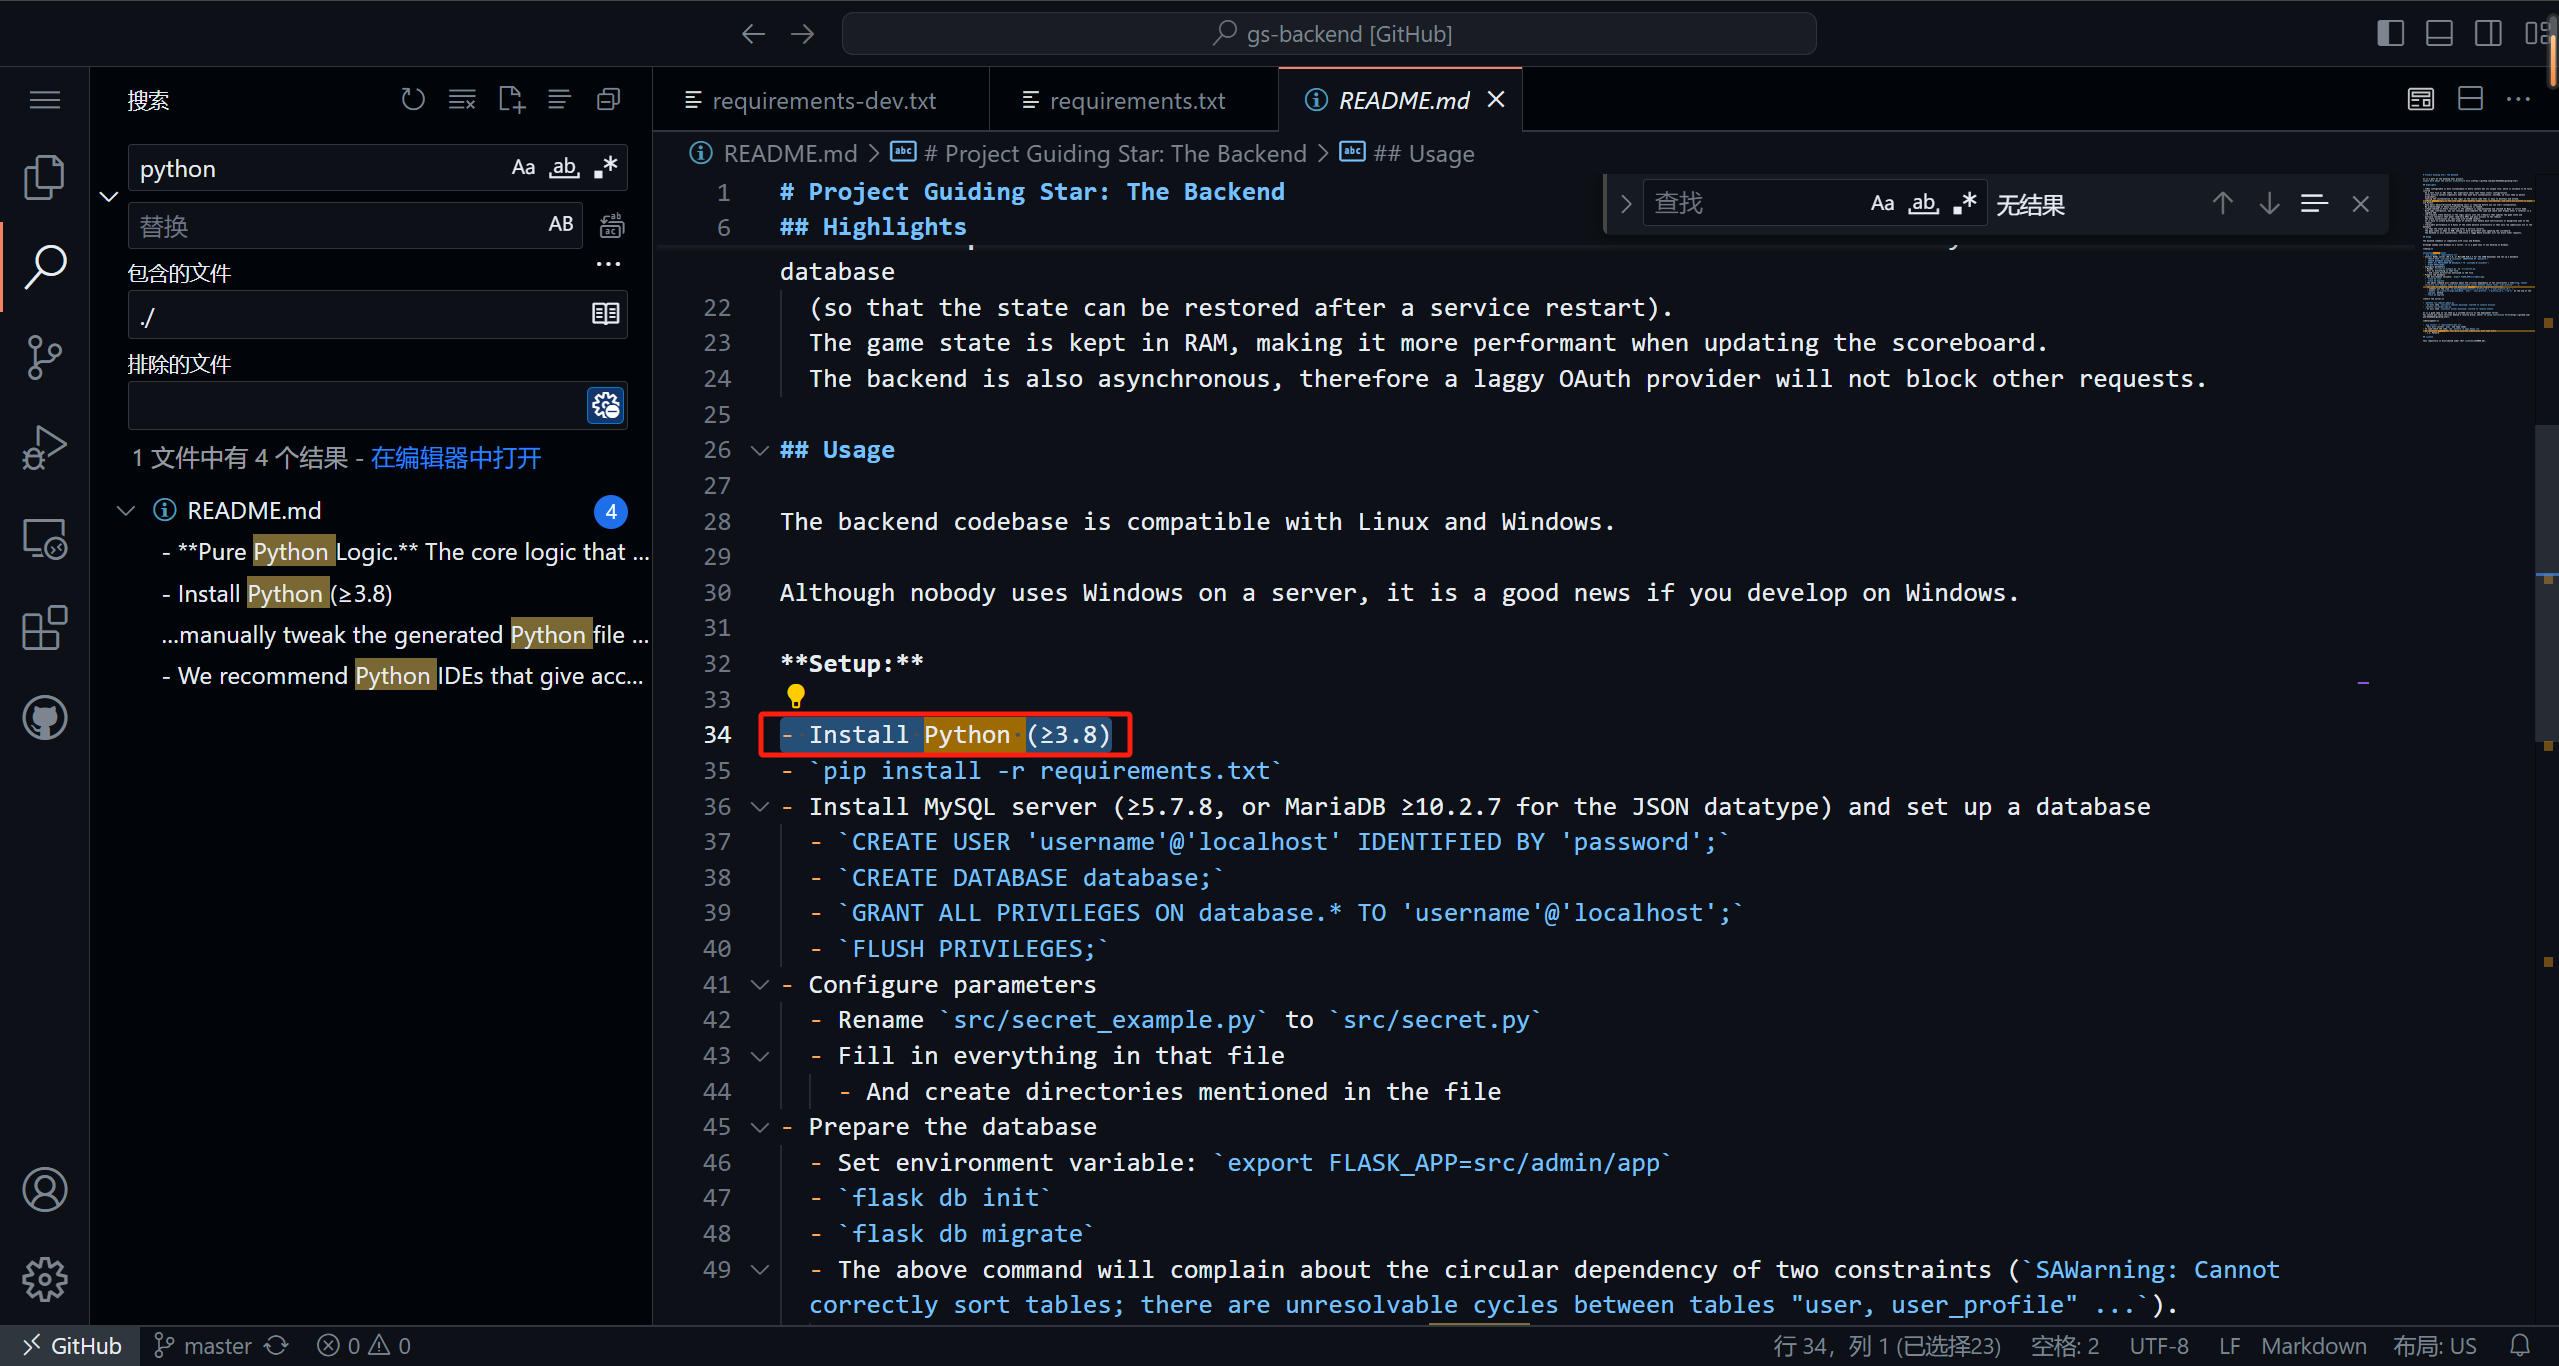 gs-backend [GitHub]
搜索
python
Aa ab .*
替换
AB
包含的文件
./
排除的文件
1 文件中有 4 个结果 - 在编辑器中打开
README.md
4
- **Pure Python Logic.** The core logic that ...
- Install Python (≥3.8)
...manually tweak the generated Python file ...
- We recommend Python IDEs that give acc...
requirements-dev.txt
requirements.txt
README.md
README.md > # Project Guiding Star: The Backend > ## Usage
查找
Aa ab .*
无结果
1 # Project Guiding Star: The Backend
6 ## Highlights
database
22 (so that the state can be restored after a service restart).
23 The game state is kept in RAM, making it more performant when updating the scoreboard.
24 The backend is also asynchronous, therefore a laggy OAuth provider will not block other requests.
25
26 ## Usage
27
28 The backend codebase is compatible with Linux and Windows.
29
30 Although nobody uses Windows on a server, it is a good news if you develop on Windows.
31
32 **Setup:**
33
34 - Install Python (≥3.8)
35 - `pip install -r requirements.txt`
36 - Install MySQL server (≥5.7.8, or MariaDB ≥10.2.7 for the JSON datatype) and set up a database
37 - `CREATE USER 'username'@'localhost' IDENTIFIED BY 'password';`
38 - `CREATE DATABASE database;`
39 - `GRANT ALL PRIVILEGES ON database.* TO 'username'@'localhost';`
40 - `FLUSH PRIVILEGES;`
41 - Configure parameters
42 - Rename `src/secret_example.py` to `src/secret.py`
43 - Fill in everything in that file
44 - And create directories mentioned in the file
45 - Prepare the database
46 - Set environment variable: `export FLASK_APP=src/admin/app`
47 - `flask db init`
48 - `flask db migrate`
49 - The above command will complain about the circular dependency of two constraints (`SAWarning: Cannot
correctly sort tables; there are unresolvable cycles between tables "user, user_profile" ...`).
GitHub
master
0 0
行 34，列 1 (已选择23)
空格: 2
UTF-8
LF
Markdown
布局: US